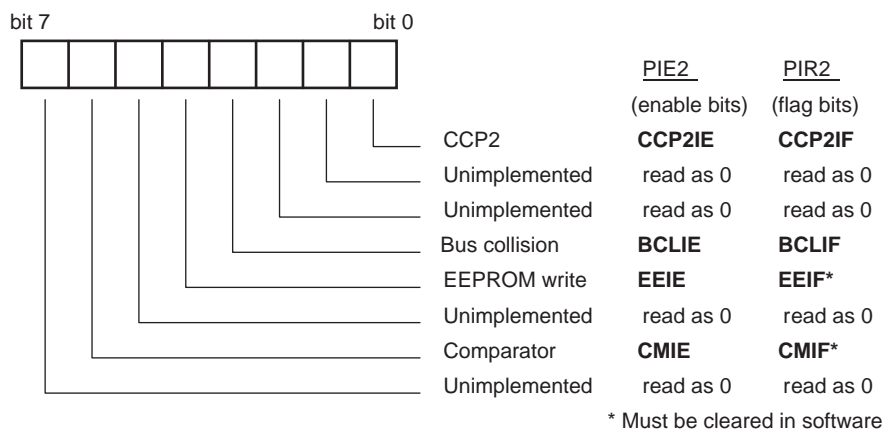 bit 7 bit 0
PIE2 PIR2
(enable bits) (flag bits)
CCP2 CCP2IE CCP2IF
Unimplemented read as 0 read as 0
Unimplemented read as 0 read as 0
Bus collision BCLIE BCLIF
EEPROM write EEIE EEIF*
Unimplemented read as 0 read as 0
Comparator CMIE CMIF*
Unimplemented read as 0 read as 0
* Must be cleared in software